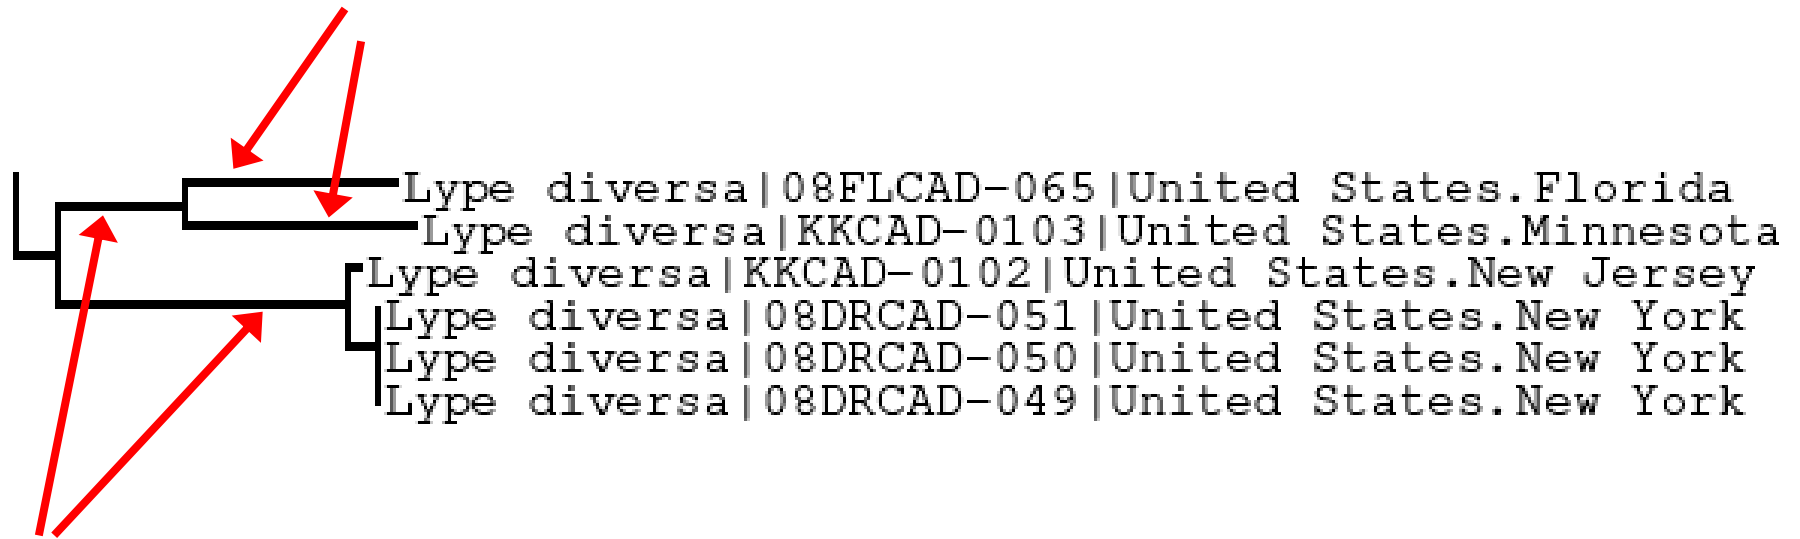 Lype diversa|08FLCAD-065|United States.Florida
Lype diversa|KKCAD-0103|United States.Minnesota
Lype diversa|KKCAD-0102|United States.New Jersey
Lype diversa|08DRCAD-051|United States.New York
Lype diversa|08DRCAD-050|United States.New York
Lype diversa|08DRCAD-049|United States.New York